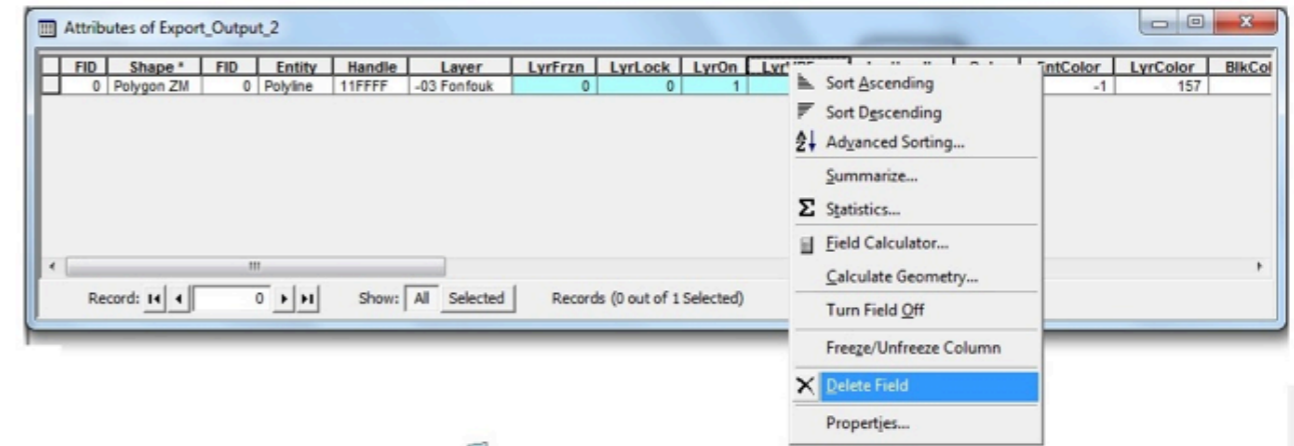 Attributes of Export_Output_2
FID Shape * FID Entity Handle Layer LyrFrzn LyrLock LyrOn EntColor LyrColor BlkCol
0 Polygon ZM 0 Polyline 11FFFF -03 Fonfouk 0 0 1 -1 157
Sort Ascending
Sort Descending
Advanced Sorting...
Summarize...
Σ Statistics...
Field Calculator...
Calculate Geometry...
Turn Field Off
Freeze/Unfreeze Column
Delete Field
Properties...
Record: 0 Show: All Selected Records (0 out of 1 Selected)